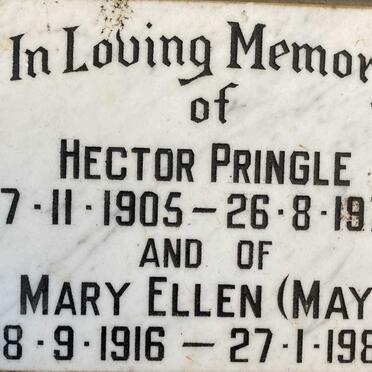 In Loving Memor
of
HECTOR PRINGLE
7·11·1905 – 26·8·19
AND OF
MARY ELLEN (MAY
8·9·1916 – 27·1·198